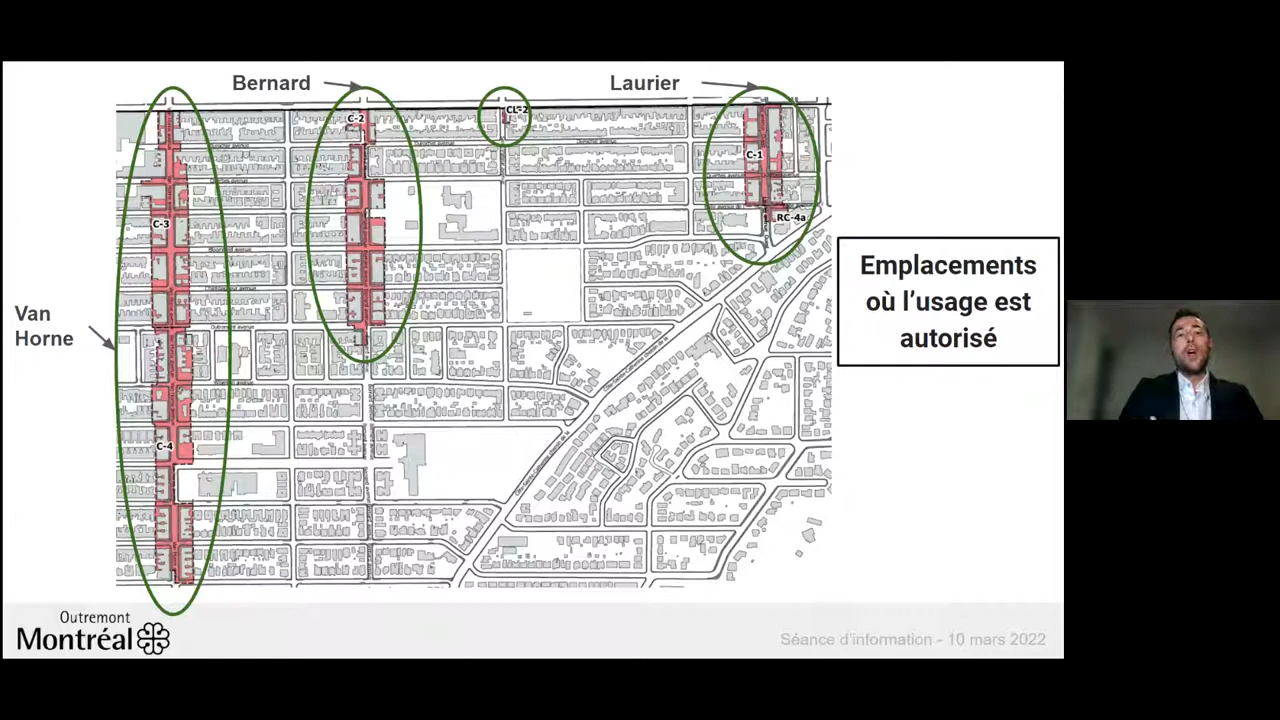 Bernard
Laurier
C-2
CL-2
C-1
C-3
RC-4a
Emplacements
où l'usage est
autorisé
Van
Horne
C-4
Outremont
Montréal
Séance d'information - 10 mars 2022